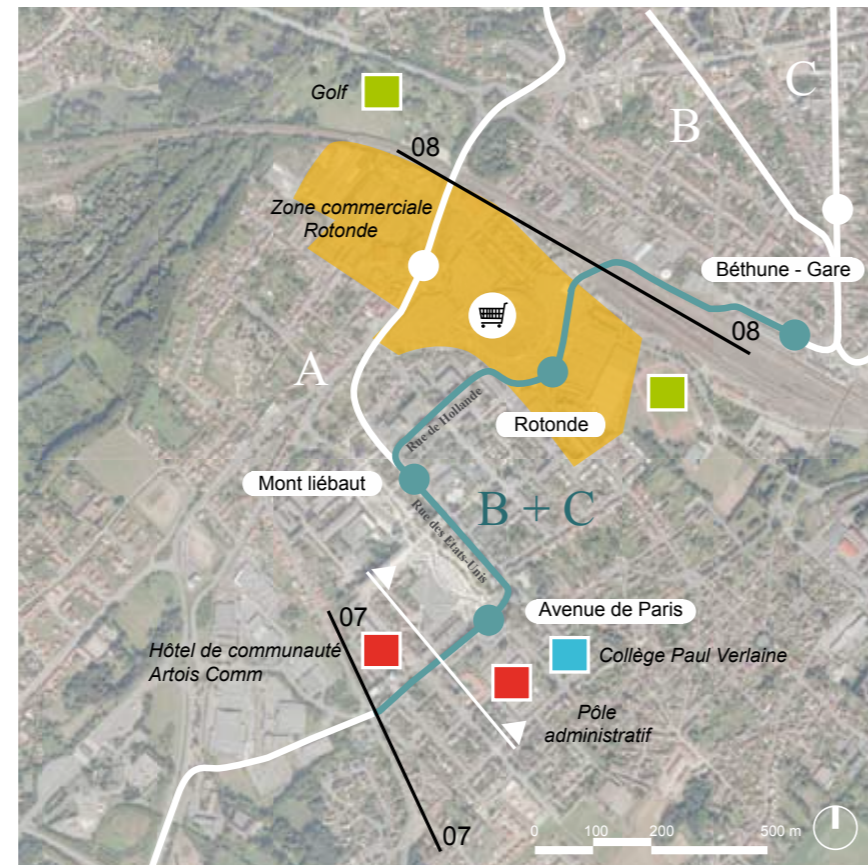 Golf
08
B
C
Zone commerciale
Rotonde
Béthune - Gare
08
A
Rue de Hollande
Rotonde
Mont liébaut
B + C
Rue des Etats-Unis
Avenue de Paris
07
Hôtel de communauté
Artois Comm
Collège Paul Verlaine
Pôle
administratif
07
0 100 200 500 m